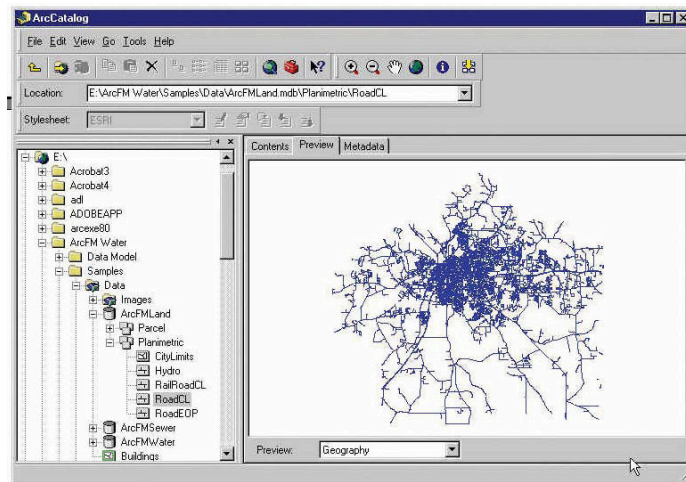 ArcCatalog
File Edit View Go Tools Help
Location: E:\ArcFM Water\Samples\Data\ArcFMLand.mdb\Planimetric\RoadCL
Stylesheet: ESRI
Contents Preview Metadata
E:\
Acrobat3
Acrobat4
adl
ADOBEAPP
arcexe80
ArcFM Water
Data Model
Samples
Data
Images
ArcFMLand
Parcel
Planimetric
CityLimits
Hydro
RailRoadCL
RoadCL
RoadEOP
ArcFMSewer
ArcFMWater
Buildings
Preview: Geography